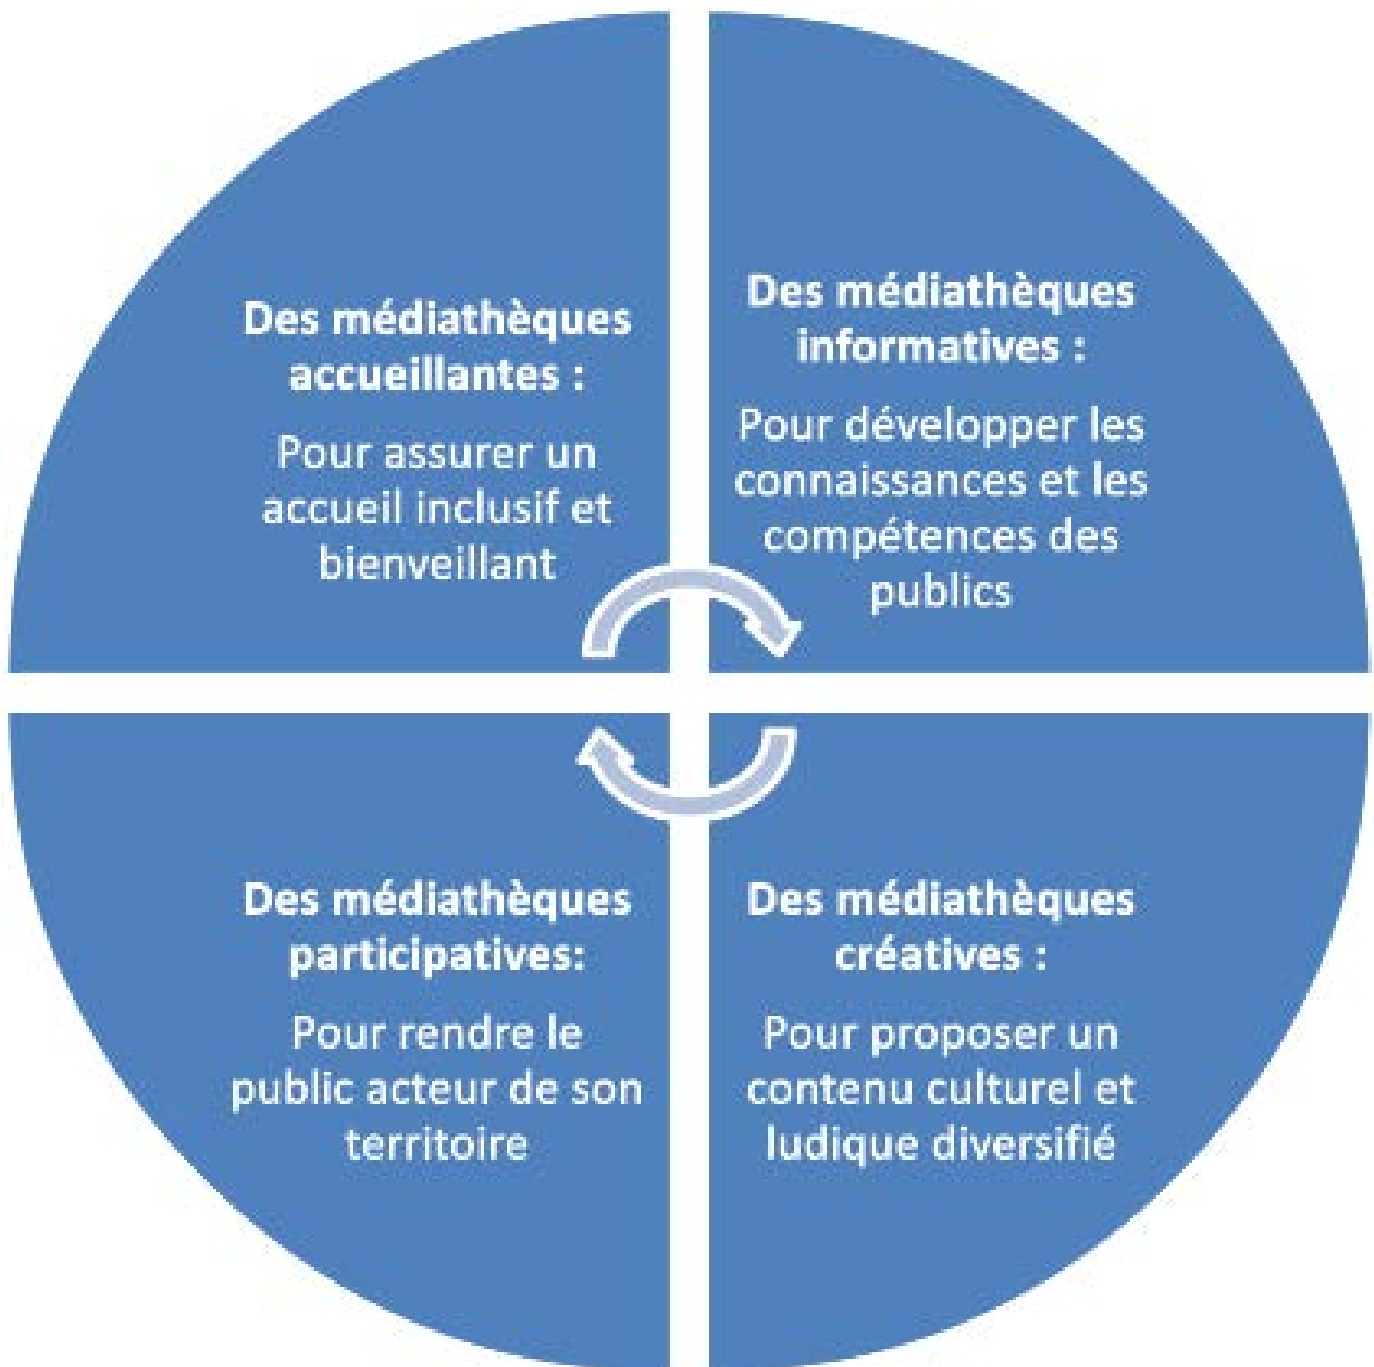 Des médiathèques
accueillantes :
Pour assurer un
accueil inclusif et
bienveillant
Des médiathèques
informatives :
Pour développer les
connaissances et les
compétences des
publics
Des médiathèques
participatives:
Pour rendre le
public acteur de son
territoire
Des médiathèques
créatives :
Pour proposer un
contenu culturel et
ludique diversifié